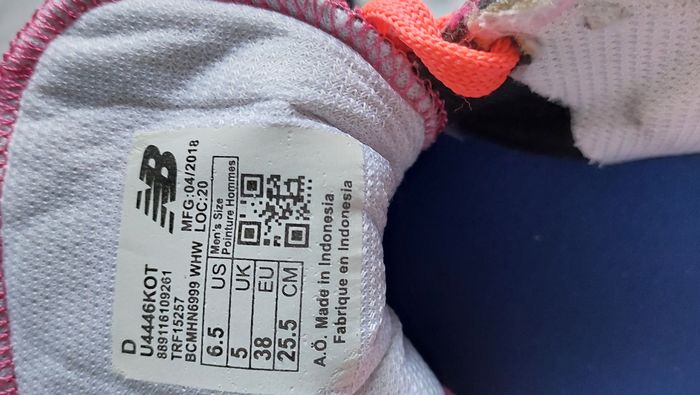 NB
MFG:04/2018
LOC:20
D
U4446KOT
889116109261
TRF15257
BCMHN6999 WHW
Men's Size
Pointure Hommes
6.5 US
5 UK
38 EU
25.5 CM
A.Ö. Made in Indonesia
Fabrique en Indonesia